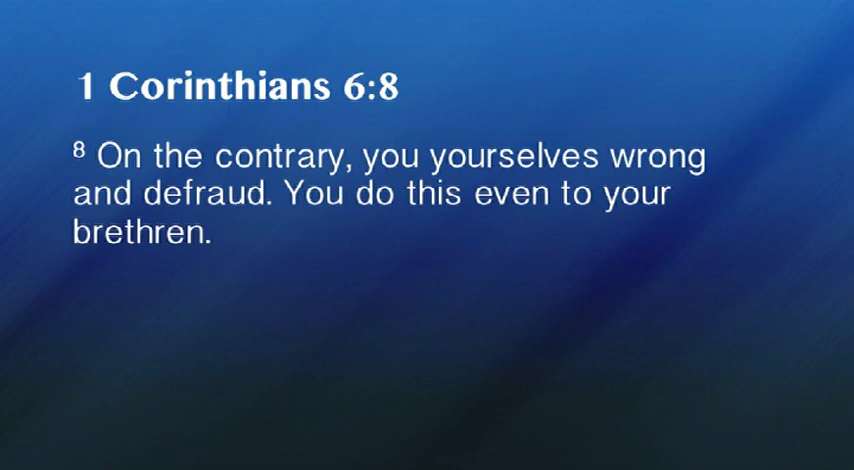 1 Corinthians 6:8
⁸ On the contrary, you yourselves wrong
and defraud. You do this even to your
brethren.